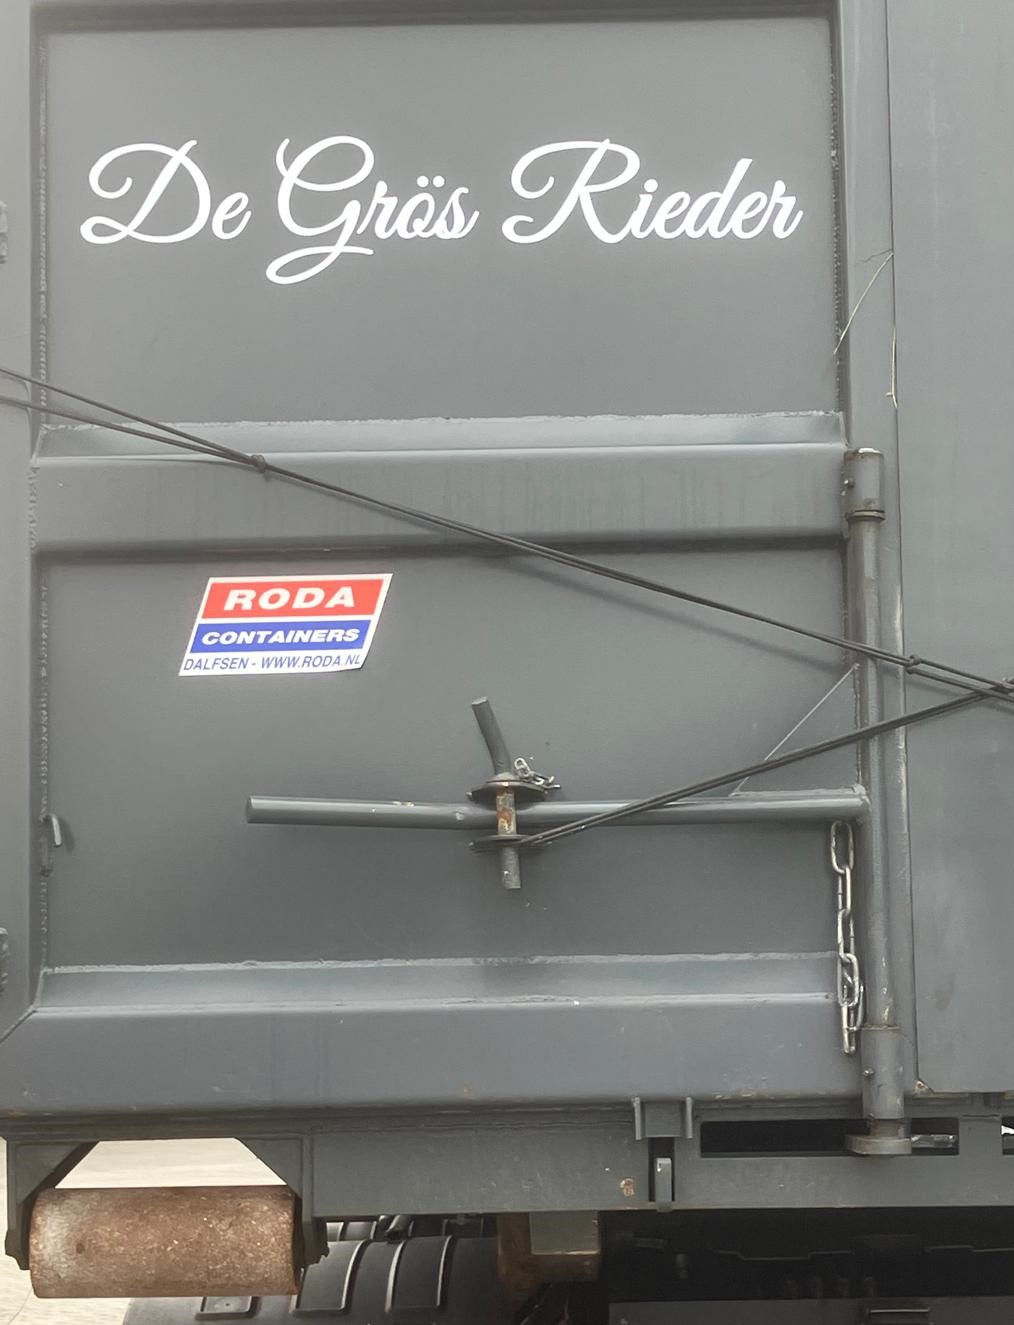 De Grös Rieder
RODA
CONTAINERS
DALFSEN - WWW.RODA.NL